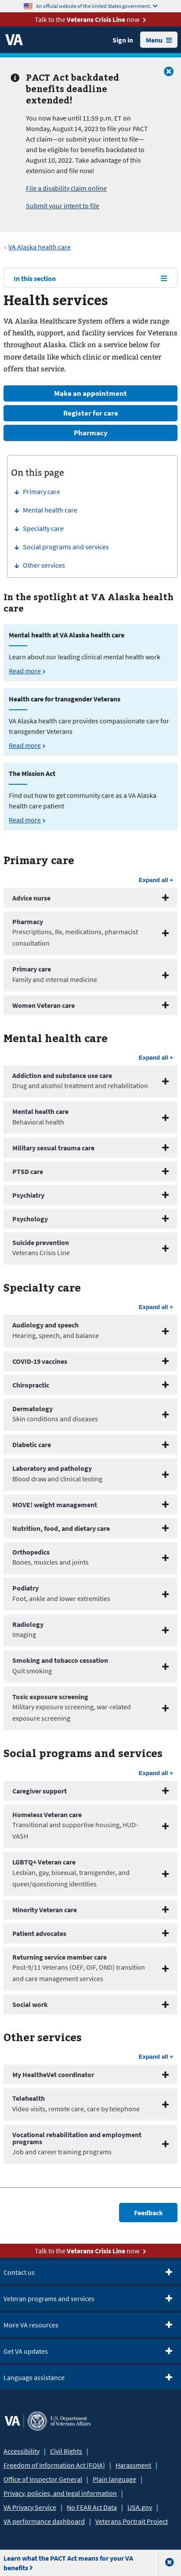 An official website of the United States government.
Talk to the Veterans Crisis Line now
VA
Sign in
Menu
PACT Act backdated
benefits deadline
extended!
You now have until 11:59 p.m. ET on
Monday, August 14, 2023 to file your PACT
Act claim—or submit your intent to file—
and be eligible for benefits backdated to
August 10, 2022. Take advantage of this
extension and file now!
File a disability claim online
Submit your intent to file
VA Alaska health care
In this section
Health services
VA Alaska Healthcare System offers a wide range
of health, support, and facility services for Veterans
throughout Alaska. Click on a service below for
more details like which clinic or medical center
offers that service.
Make an appointment
Register for care
Pharmacy
On this page
Primary care
Mental health care
Specialty care
Social programs and services
Other services
In the spotlight at VA Alaska health
care
Mental health at VA Alaska health care
Learn about our leading clinical mental health work
Read more
Health care for transgender Veterans
VA Alaska health care provides compassionate care for
transgender Veterans
Read more
The Mission Act
Find out how to get community care as a VA Alaska
health care patient
Read more
Primary care
Expand all +
Advice nurse
Pharmacy
Prescriptions, Rx, medications, pharmacist
consultation
Primary care
Family and internal medicine
Women Veteran care
Mental health care
Expand all +
Addiction and substance use care
Drug and alcohol treatment and rehabilitation
Mental health care
Behavioral health
Military sexual trauma care
PTSD care
Psychiatry
Psychology
Suicide prevention
Veterans Crisis Line
Specialty care
Expand all +
Audiology and speech
Hearing, speech, and balance
COVID-19 vaccines
Chiropractic
Dermatology
Skin conditions and diseases
Diabetic care
Laboratory and pathology
Blood draw and clinical testing
MOVE! weight management
Nutrition, food, and dietary care
Orthopedics
Bones, muscles and joints
Podiatry
Foot, ankle and lower extremities
Radiology
Imaging
Smoking and tobacco cessation
Quit smoking
Toxic exposure screening
Military exposure screening, war-related
exposure screening
Social programs and services
Expand all +
Caregiver support
Homeless Veteran care
Transitional and supportive housing, HUD-
VASH
LGBTQ+ Veteran care
Lesbian, gay, bisexual, transgender, and
queer/questioning identities
Minority Veteran care
Patient advocates
Returning service member care
Post-9/11 Veterans (OEF, OIF, OND) transition
and care management services
Social work
Other services
Expand all +
My HealtheVet coordinator
Telehealth
Video visits, remote care, care by telephone
Vocational rehabilitation and employment
programs
Job and career training programs
Feedback
Talk to the Veterans Crisis Line now
Contact us
Veteran programs and services
More VA resources
Get VA updates
Language assistance
VA U.S. Department
of Veterans Affairs
Accessibility | Civil Rights |
Freedom of Information Act (FOIA) | Harassment |
Office of Inspector General | Plain language |
Privacy, policies, and legal information |
VA Privacy Service | No FEAR Act Data | USA.gov |
VA performance dashboard | Veterans Portrait Project
Learn what the PACT Act means for your VA
benefits